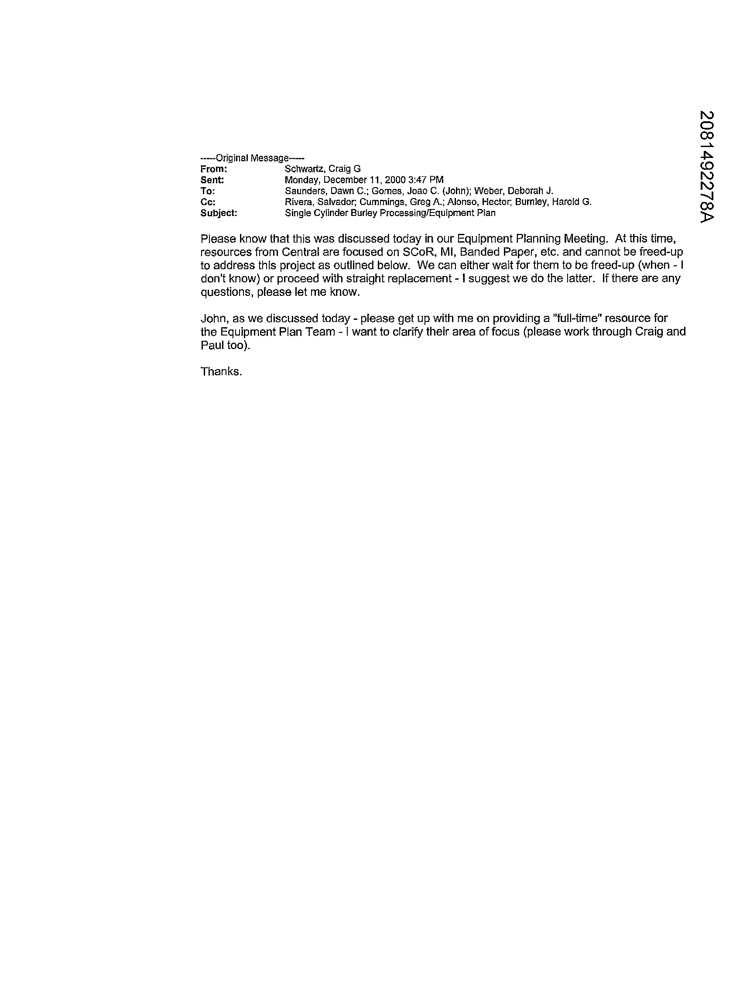 2081492278A
-----Original Message-----
From: Schwartz, Craig G
Sent: Monday, December 11, 2000 3:47 PM
To: Saunders, Dawn C.; Gomes, Joao C. (John); Weber, Deborah J.
Cc: Rivera, Salvador; Cummings, Greg A.; Alonso, Hector; Burnley, Harold G.
Subject: Single Cylinder Burley Processing/Equipment Plan
Please know that this was discussed today in our Equipment Planning Meeting. At this time,
resources from Central are focused on SCoR, MI, Banded Paper, etc. and cannot be freed-up
to address this project as outlined below. We can either wait for them to be freed-up (when - I
don't know) or proceed with straight replacement - I suggest we do the latter. If there are any
questions, please let me know.
John, as we discussed today - please get up with me on providing a "full-time" resource for
the Equipment Plan Team - I want to clarify their area of focus (please work through Craig and
Paul too).
Thanks.